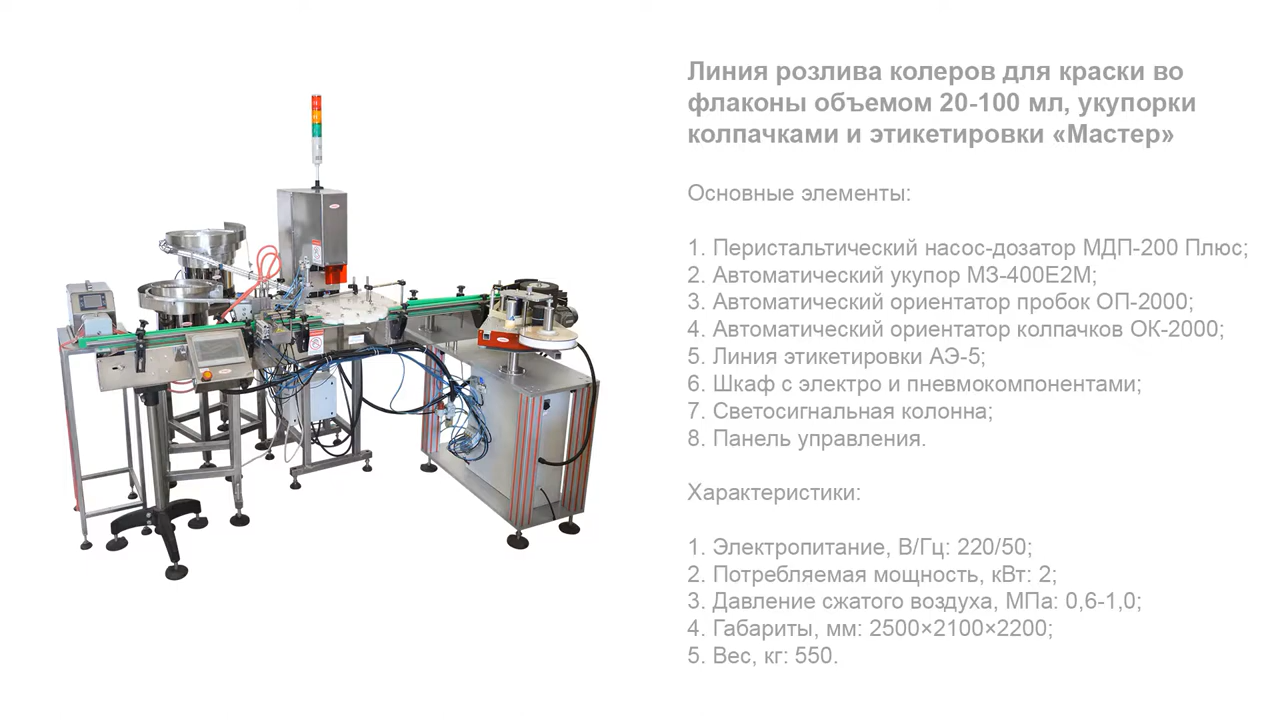 Линия розлива колеров для краски во
флаконы объемом 20-100 мл, укупорки
колпачками и этикетировки «Мастер»
Основные элементы:
1. Перистальтический насос-дозатор МДП-200 Плюс;
2. Автоматический укупор МЗ-400Е2М;
3. Автоматический ориентатор пробок ОП-2000;
4. Автоматический ориентатор колпачков ОК-2000;
5. Линия этикетировки АЭ-5;
6. Шкаф с электро и пневмокомпонентами;
7. Светосигнальная колонна;
8. Панель управления.
Характеристики:
1. Электропитание, В/Гц: 220/50;
2. Потребляемая мощность, кВт: 2;
3. Давление сжатого воздуха, МПа: 0,6-1,0;
4. Габариты, мм: 2500×2100×2200;
5. Вес, кг: 550.